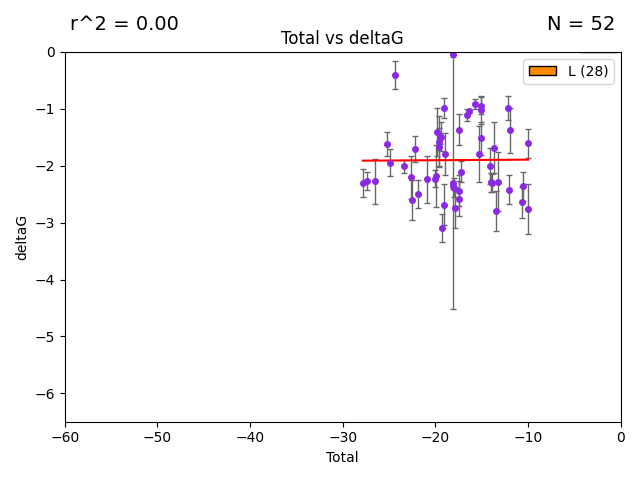 r^2 = 0.00
N = 52
Total vs deltaG
L (28)
0
−1
−2
−3
−4
−5
−6
deltaG
−60 −50 −40 −30 −20 −10 0
Total